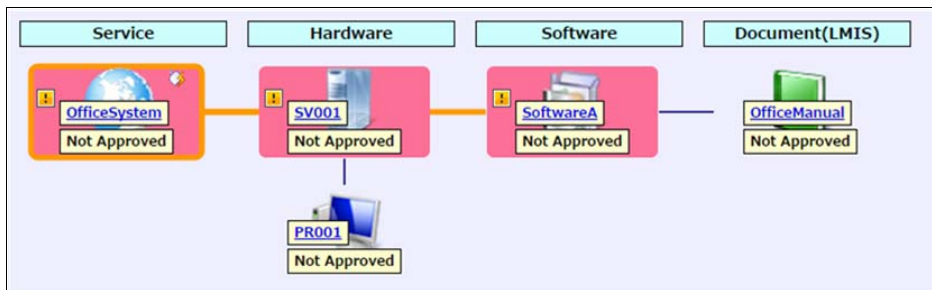 Service
Hardware
Software
Document(LMIS)
OfficeSystem
Not Approved
SV001
Not Approved
SoftwareA
Not Approved
OfficeManual
Not Approved
PR001
Not Approved